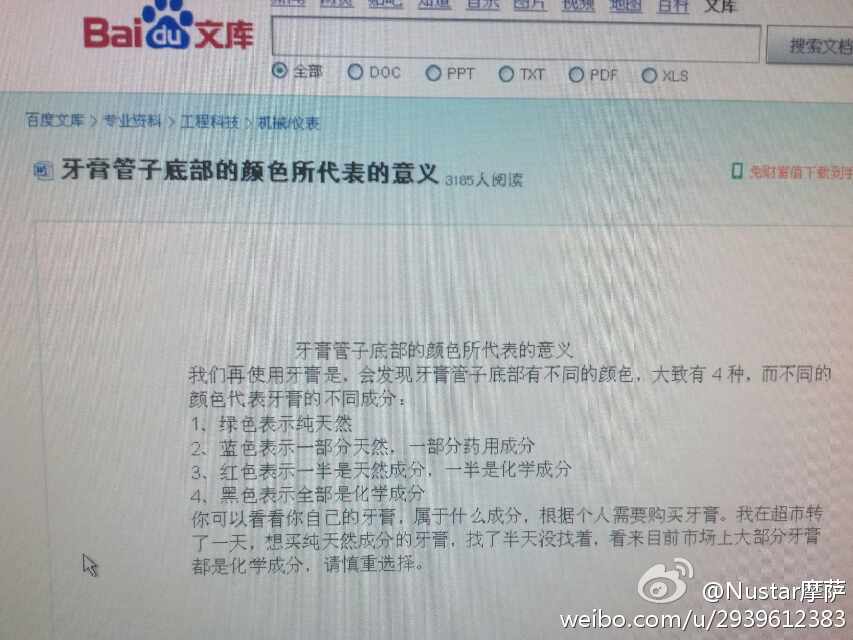 新闻 网页 贴吧 知道 音乐 图片 视频 地图 百科 文库
Bai du 文库
搜索文档
全部 DOC PPT TXT PDF XLS
百度文库 > 专业资料 > 工程科技 > 机械/仪表
牙膏管子底部的颜色所代表的意义 3165人阅读
免财富值下载到手
牙膏管子底部的颜色所代表的意义
我们再使用牙膏是，会发现牙膏管子底部有不同的颜色，大致有 4 种，而不同的
颜色代表牙膏的不同成分：
1、绿色表示纯天然
2、蓝色表示一部分天然，一部分药用成分
3、红色表示一半是天然成分，一半是化学成分
4、黑色表示全部是化学成分
你可以看看你自己的牙膏，属于什么成分，根据个人需要购买牙膏。我在超市转
了一天，想买纯天然成分的牙膏，找了半天没找着，看来目前市场上大部分牙膏
都是化学成分，请慎重选择。
@Nustar摩萨
weibo.com/u/2939612383